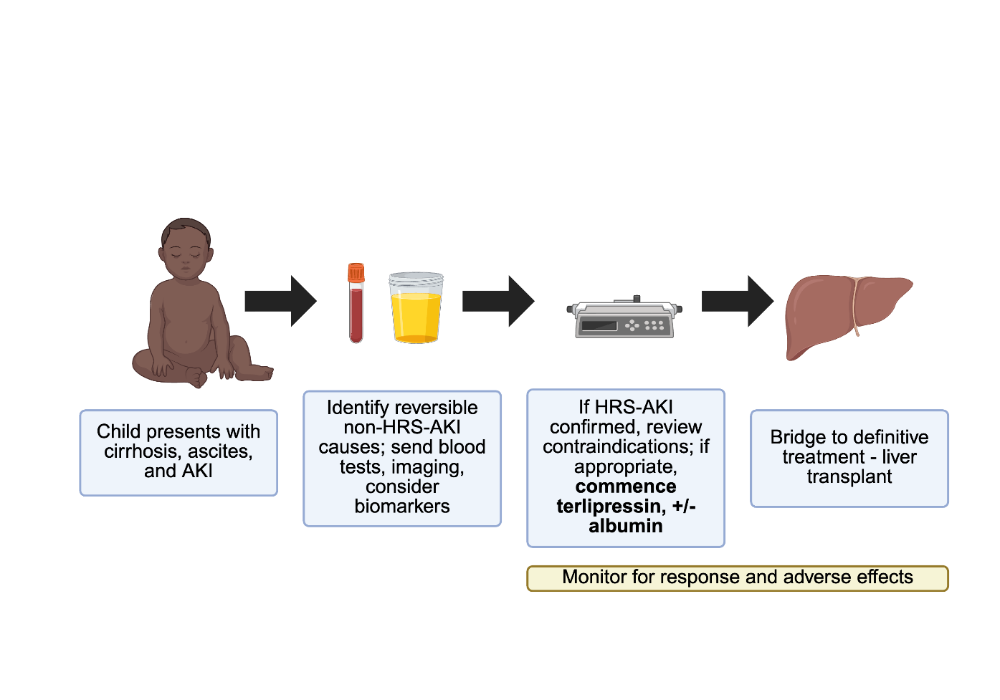 Child presents with
cirrhosis, ascites,
and AKI
Identify reversible
non-HRS-AKI
causes; send blood
tests, imaging,
consider
biomarkers
If HRS-AKI
confirmed, review
contraindications; if
appropriate,
commence
terlipressin, +/-
albumin
Bridge to definitive
treatment - liver
transplant
Monitor for response and adverse effects